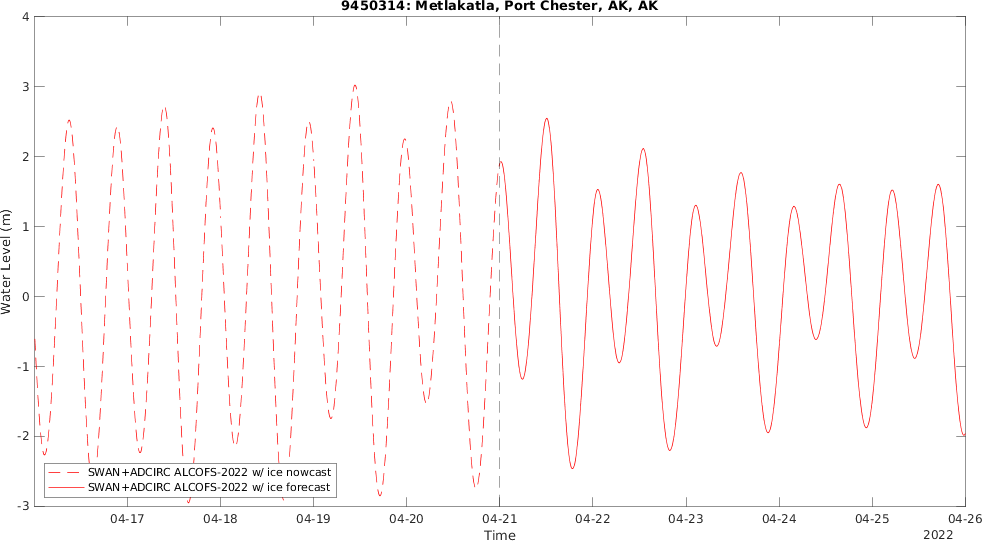 9450314: Metlakatla, Port Chester, AK, AK
4
3
2
1
0
-1
-2
-3
Water Level (m)
SWAN+ADCIRC ALCOFS-2022 w/ ice nowcast
SWAN+ADCIRC ALCOFS-2022 w/ ice forecast
04-17 04-18 04-19 04-20 04-21 04-22 04-23 04-24 04-25 04-26
Time
2022